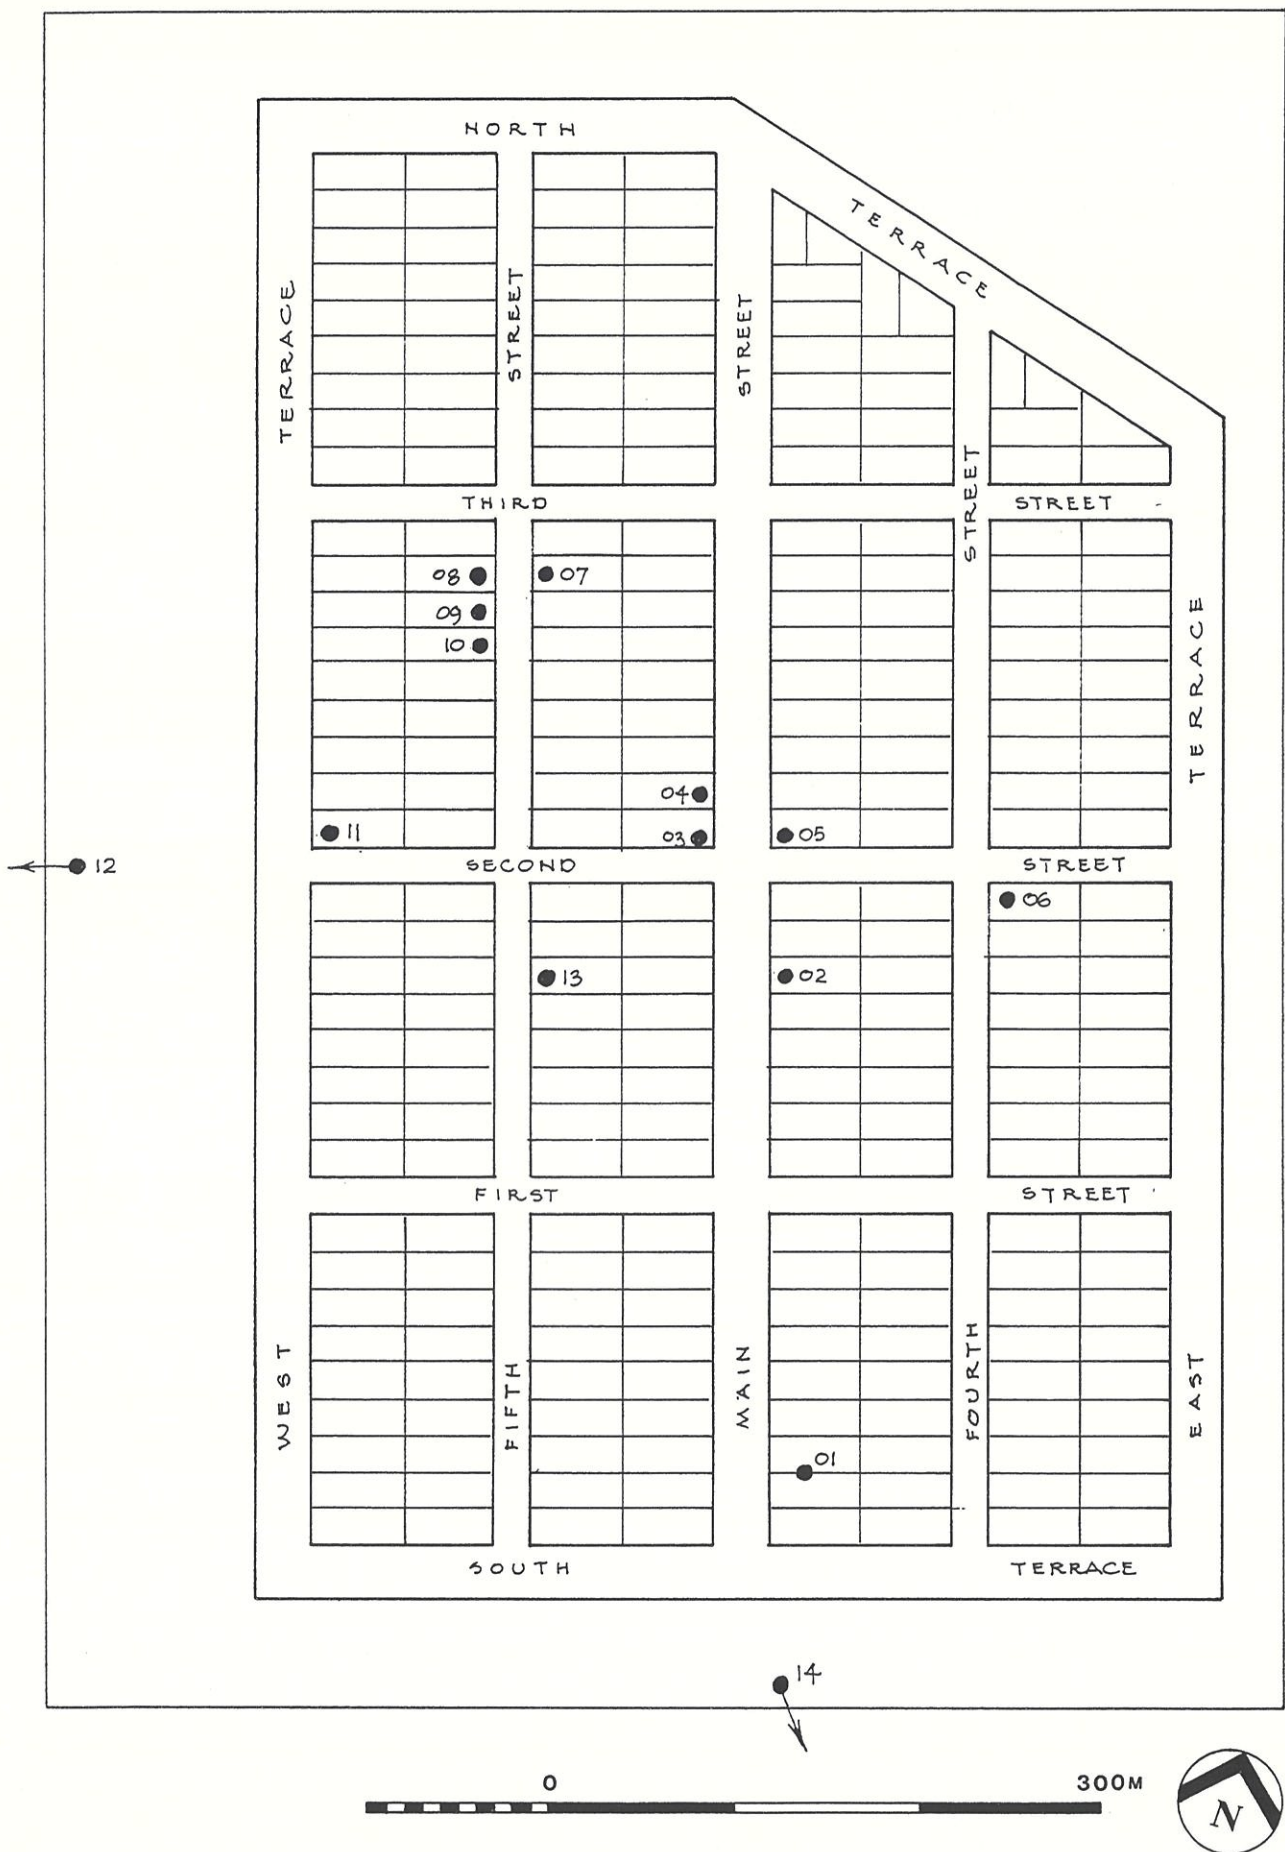 NORTH
TERRACE
TERRACE
STREET
STREET
STREET
THIRD
STREET
08
07
09
10
TERRACE
04
11
03
05
12
SECOND
STREET
06
13
02
FIRST
STREET
WEST
FIFTH
MAIN
FOURTH
EAST
01
SOUTH
TERRACE
14
0
300M
N